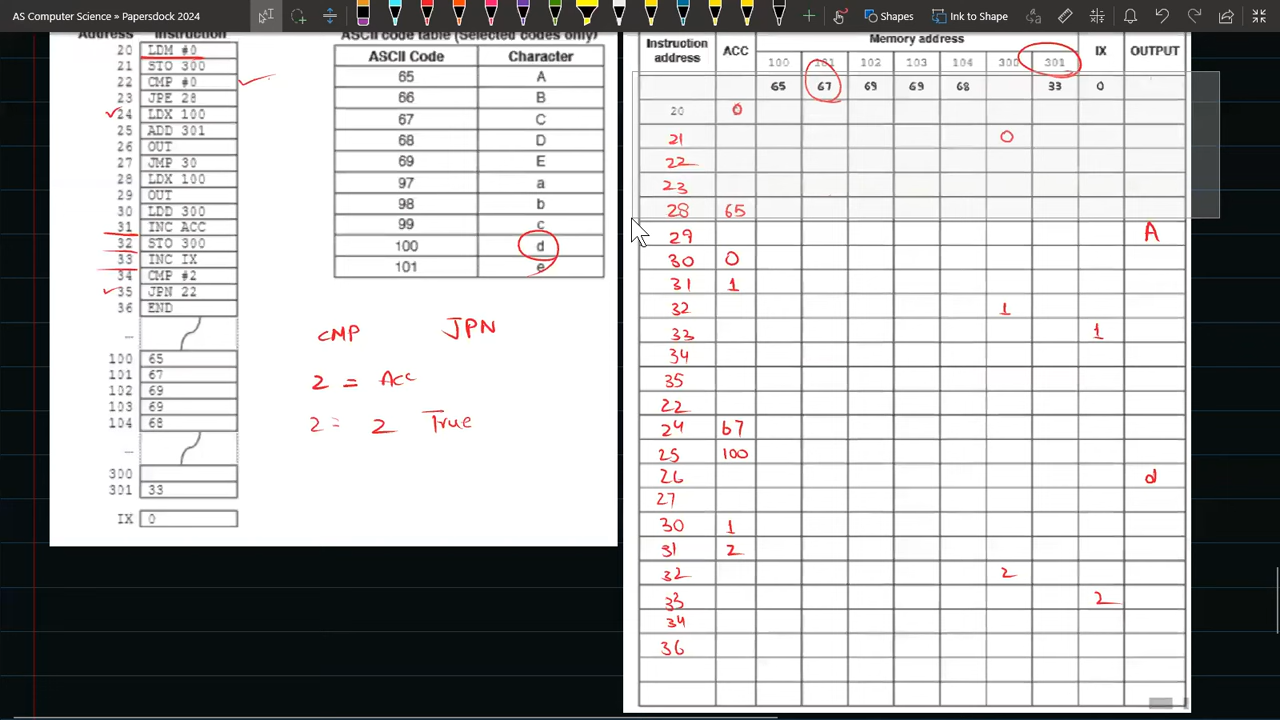 AS Computer Science » Papersdock 2024
Shapes
Ink to Shape
Address Instruction
20 LDM #0
21 STO 300
22 CMP #0
23 JPE 28
24 LDX 100
25 ADD 301
26 OUT
27 JMP 30
28 LDX 100
29 OUT
30 LDD 300
31 INC ACC
32 STO 300
33 INC IX
34 CMP #2
35 JPN 22
36 END
100 65
101 67
102 69
103 69
104 68
300
301 33
IX 0
ASCII code table (Selected codes only)
ASCII Code Character
65 A
66 B
67 C
68 D
69 E
97 a
98 b
99 c
100 d
101 e
CMP JPN
2 = Acc
2 = 2 True
Instruction address ACC Memory address IX OUTPUT
100 101 102 103 104 300 301
65 67 69 69 68 33 0
20 0
21 0
22
23
28 65
29 A
30 0
31 1
32 1
33 1
34
35
22
24 67
25 100
26 d
27
30 1
31 2
32 2
33 2
34
36